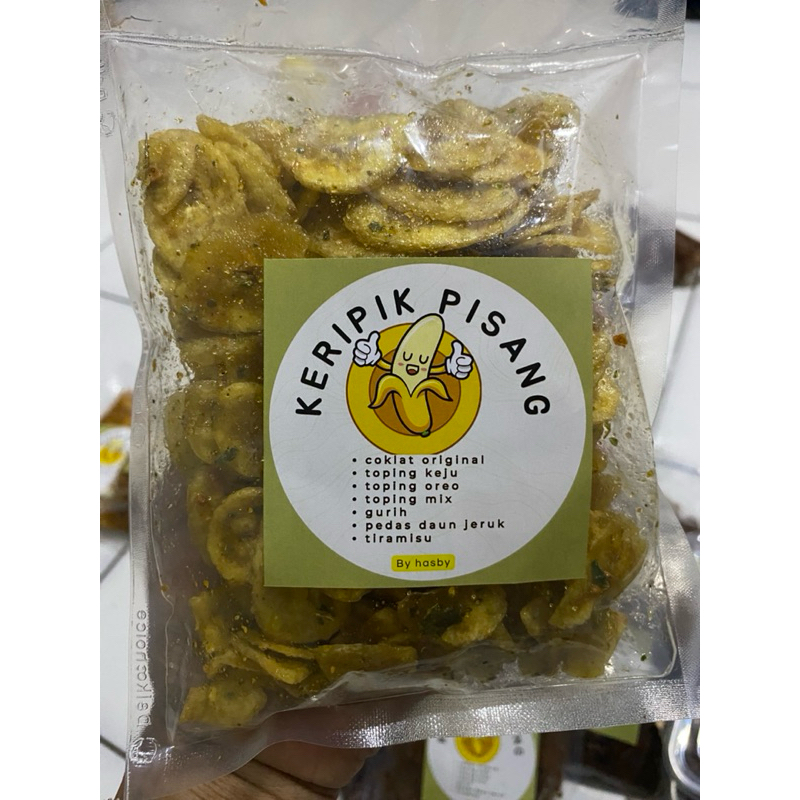 KERIPIK PISANG
• coklat original
• toping keju
• toping oreo
• toping mix
• gurih
• pedas daun jeruk
• tiramisu
By hasby